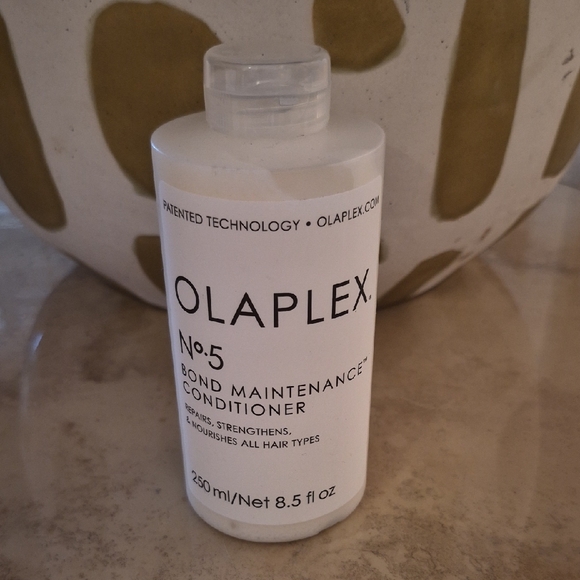 PATENTED TECHNOLOGY • OLAPLEX.COM
OLAPLEX.
Nº.5
BOND MAINTENANCE™
CONDITIONER
REPAIRS, STRENGTHENS,
& NOURISHES ALL HAIR TYPES
250 ml/Net 8.5 fl oz